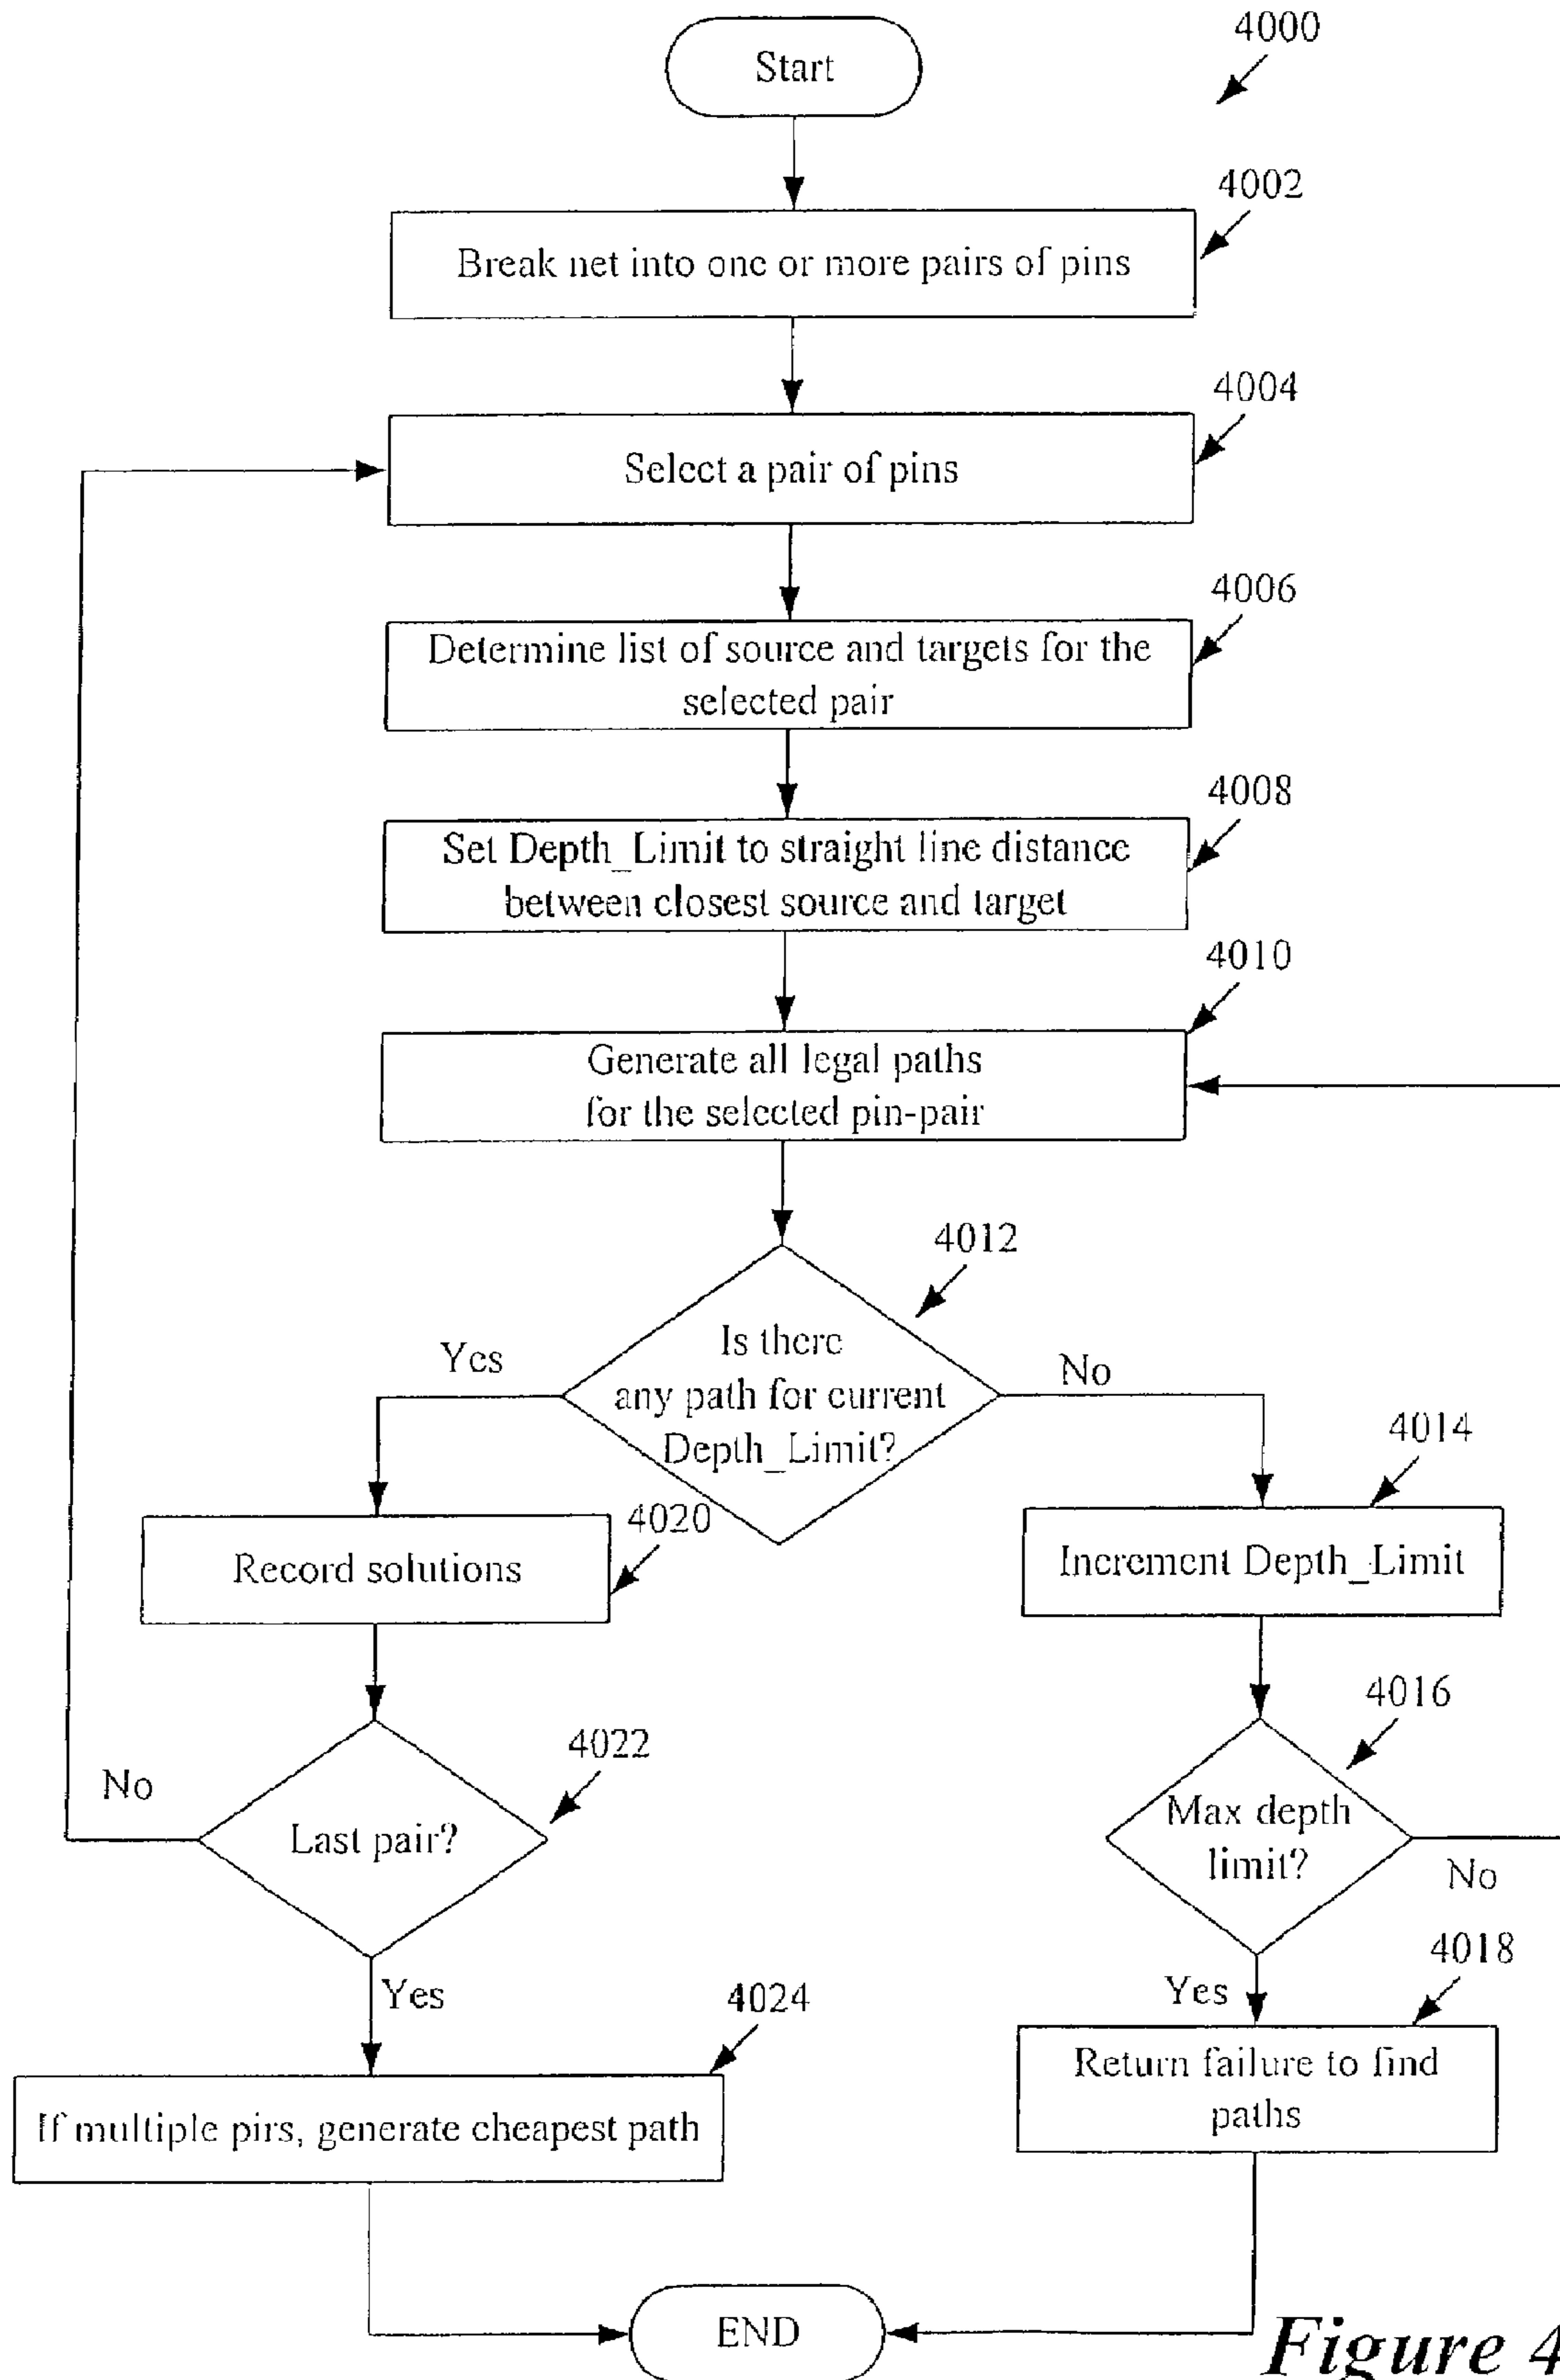 Start
4000
4002
Break net into one or more pairs of pins
4004
Select a pair of pins
4006
Determine list of source and targets for the
selected pair
4008
Set Depth_Limit to straight line distance
between closest source and target
4010
Generate all legal paths
for the selected pin-pair
4012
Is there
any path for current
Depth_Limit?
Yes
No
4014
4020
Record solutions
Increment Depth_Limit
4016
4022
No
Last pair?
Max depth
limit?
No
Yes
4024
Yes
4018
If multiple pirs, generate cheapest path
Return failure to find
paths
END
Figure 4